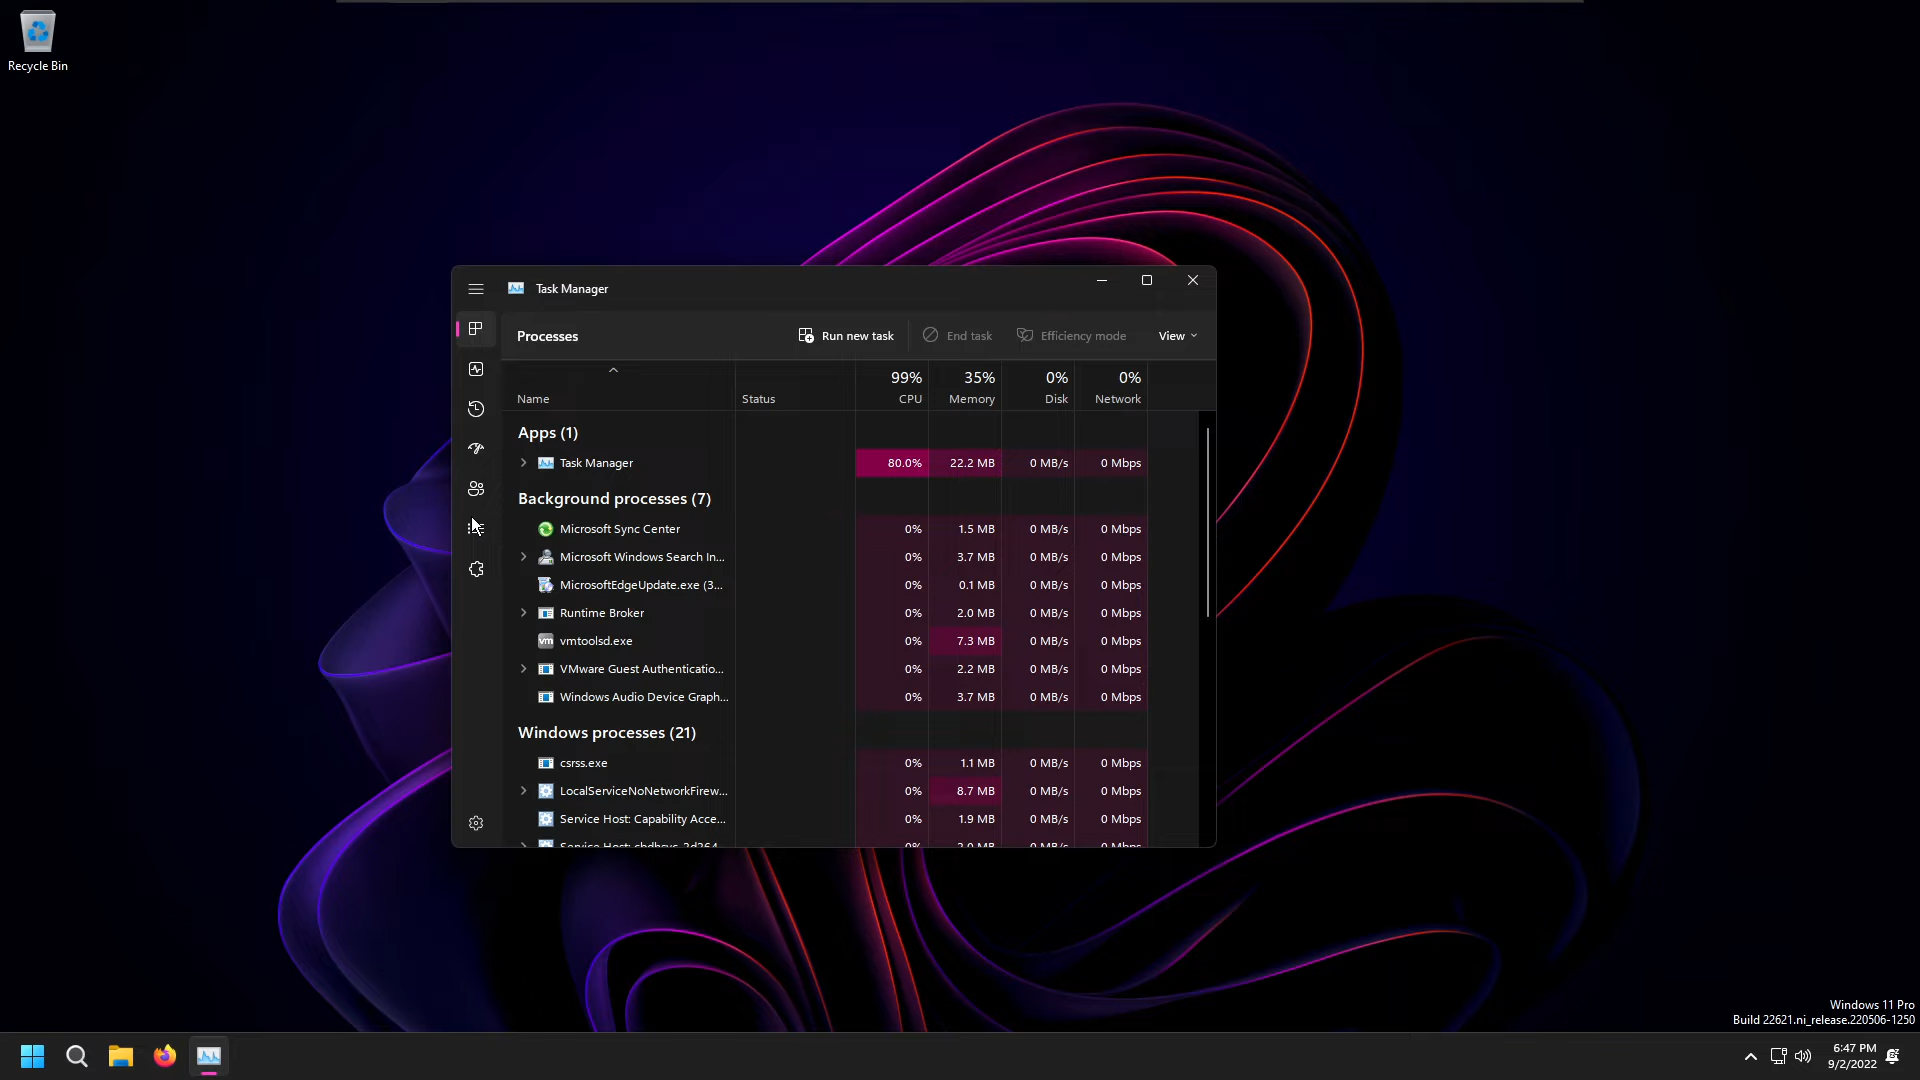 Recycle Bin
Task Manager
Processes
Run new task
End task
Efficiency mode
View
99% 35% 0% 0%
Name Status CPU Memory Disk Network
Apps (1)
Task Manager 80.0% 22.2 MB 0 MB/s 0 Mbps
Background processes (7)
Microsoft Sync Center 0% 1.5 MB 0 MB/s 0 Mbps
Microsoft Windows Search In... 0% 3.7 MB 0 MB/s 0 Mbps
MicrosoftEdgeUpdate.exe (3... 0% 0.1 MB 0 MB/s 0 Mbps
Runtime Broker 0% 2.0 MB 0 MB/s 0 Mbps
vm vmtoolsd.exe 0% 7.3 MB 0 MB/s 0 Mbps
VMware Guest Authenticatio... 0% 2.2 MB 0 MB/s 0 Mbps
Windows Audio Device Graph... 0% 3.7 MB 0 MB/s 0 Mbps
Windows processes (21)
csrss.exe 0% 1.1 MB 0 MB/s 0 Mbps
LocalServiceNoNetworkFirew... 0% 8.7 MB 0 MB/s 0 Mbps
Service Host: Capability Acce... 0% 1.9 MB 0 MB/s 0 Mbps
Service Host: 0% 0 MB/s 0 Mbps
Windows 11 Pro
Build 22621.ni_release.220506-1250
6:47 PM
9/2/2022